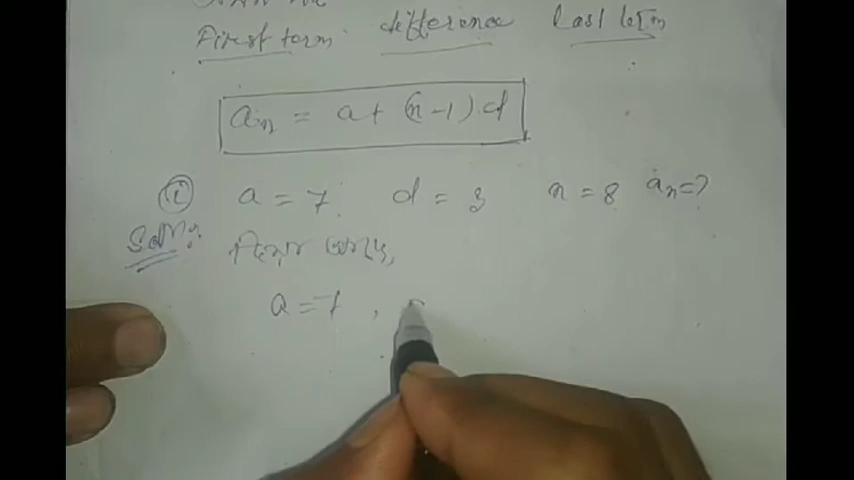 First term difference last term
an = a + (n-1).d
(i) a = 7 d = 3 n = 8 an=?
Soln:
a = 7 ,